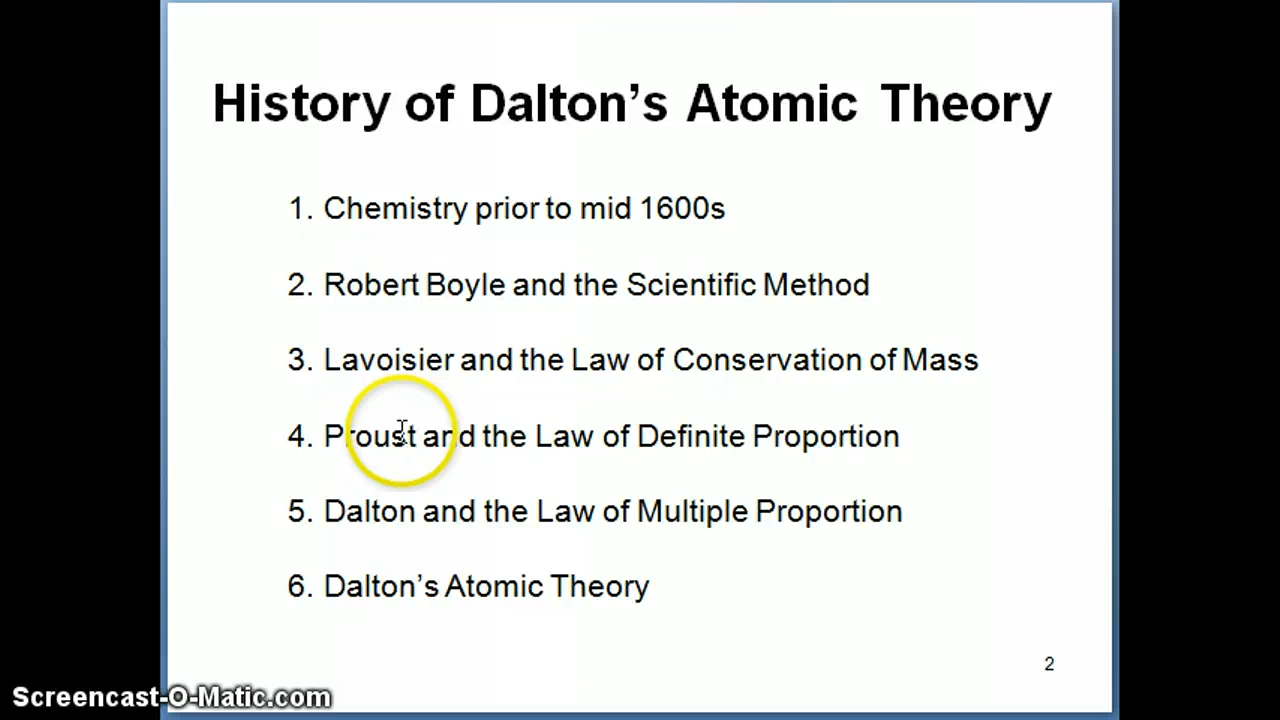 History of Dalton’s Atomic Theory
1. Chemistry prior to mid 1600s
2. Robert Boyle and the Scientific Method
3. Lavoisier and the Law of Conservation of Mass
4. Proust and the Law of Definite Proportion
5. Dalton and the Law of Multiple Proportion
6. Dalton’s Atomic Theory
2
Screencast-O-Matic.com